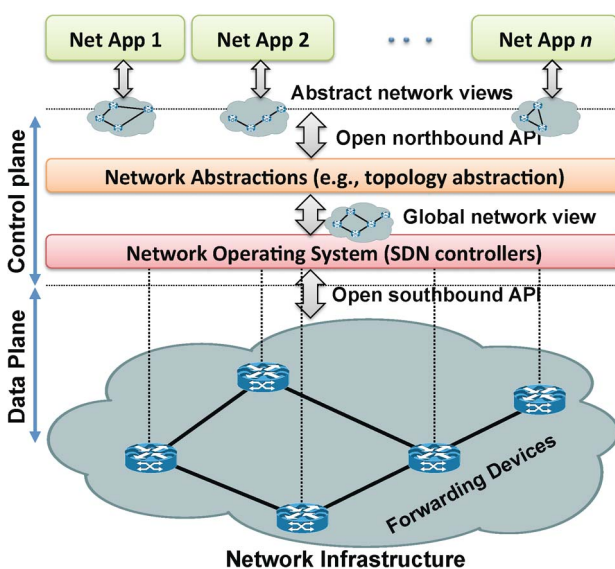 Net App 1
Net App 2
Net App n
Abstract network views
Open northbound API
Control plane
Network Abstractions (e.g., topology abstraction)
Global network view
Network Operating System (SDN controllers)
Open southbound API
Data Plane
Forwarding Devices
Network Infrastructure